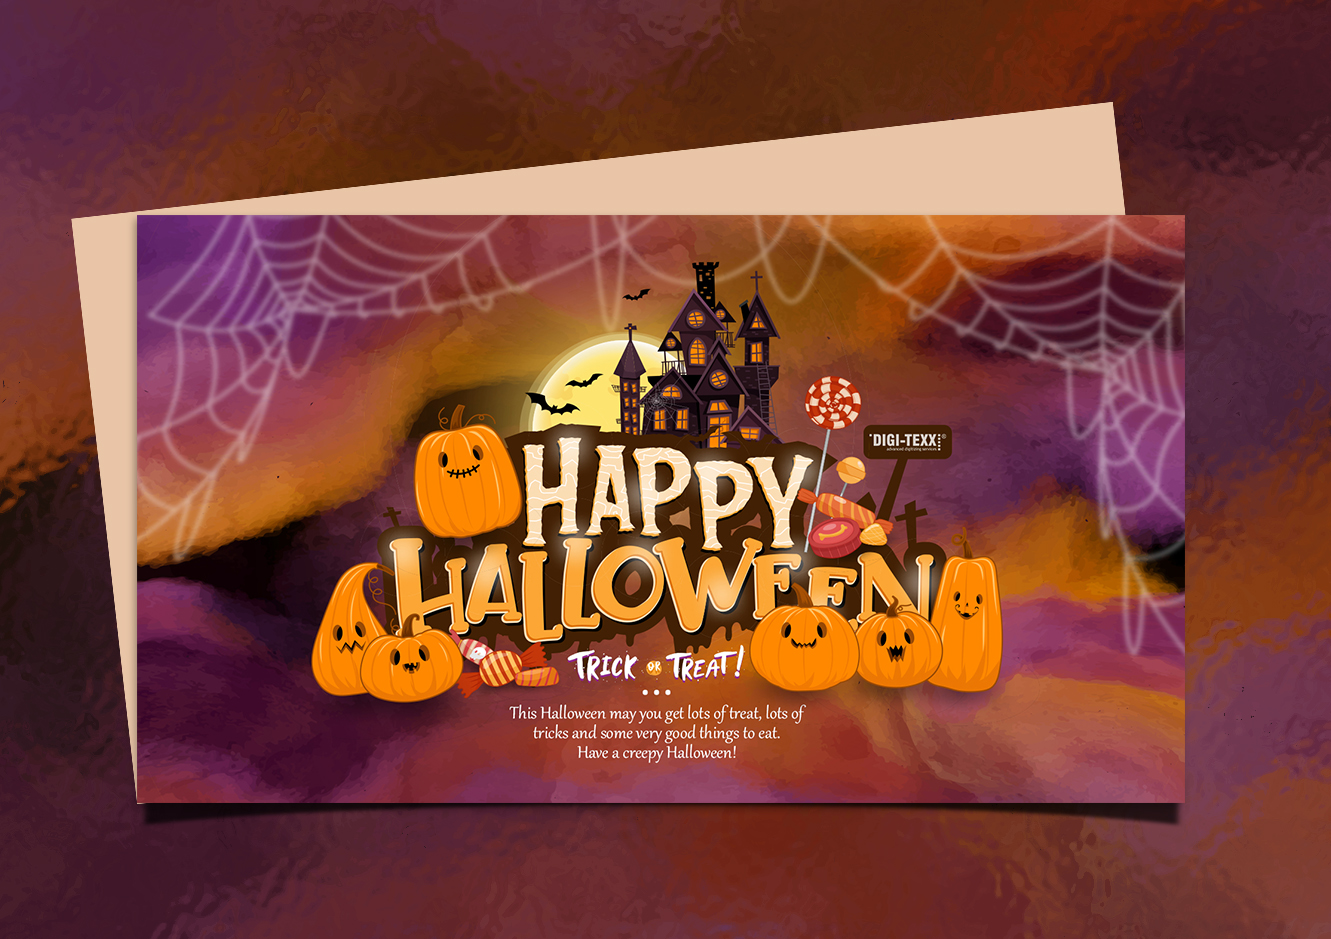 DIGI-TEXX®
advanced digitizing services
HAPPY
HALLOWEEN
TRICK OR TREAT!
This Halloween may you get lots of treat, lots of
tricks and some very good things to eat.
Have a creepy Halloween!